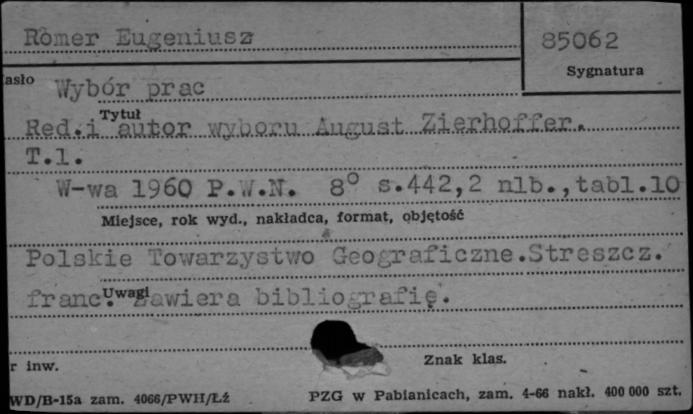 Romer Eugeniusz
85062
asło
Sygnatura
Wybór prac
Tytuł
Red.i autor wyboru August Zierhoffer.
T.1.
W-wa 1960 P.W.N. 8° s.442,2 nlb.,tabl.10
Miejsce, rok wyd., nakładca, format, objętość
Polskie Towarzystwo Geograficzne.Streszcz.
franc. Zawiera bibliografię.
Uwagi
r inw.
Znak klas.
WD/B-15a zam. 4066/PWH/Łż
PZG w Pabianicach, zam. 4-66 nakł. 400 000 szt.